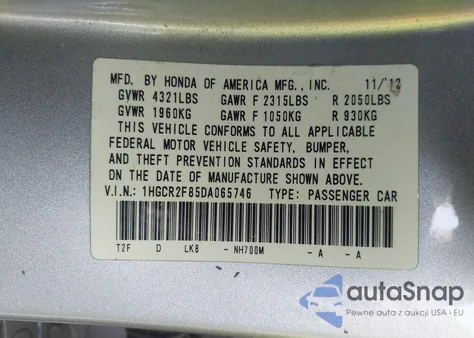 MFD. BY HONDA OF AMERICA MFG., INC. 11/12
GVWR 4321LBS GAWR F 2315LBS R 2050LBS
GVWR 1960KG GAWR F 1050KG R 930KG
THIS VEHICLE CONFORMS TO ALL APPLICABLE
FEDERAL MOTOR VEHICLE SAFETY, BUMPER,
AND THEFT PREVENTION STANDARDS IN EFFECT
ON THE DATE OF MANUFACTURE SHOWN ABOVE.
V.I.N.: 1HGCR2F85DA065746 TYPE: PASSENGER CAR
T2F D LK8 - NH700M - A - A
autoSnap
Pewne auta z aukcji USA i EU